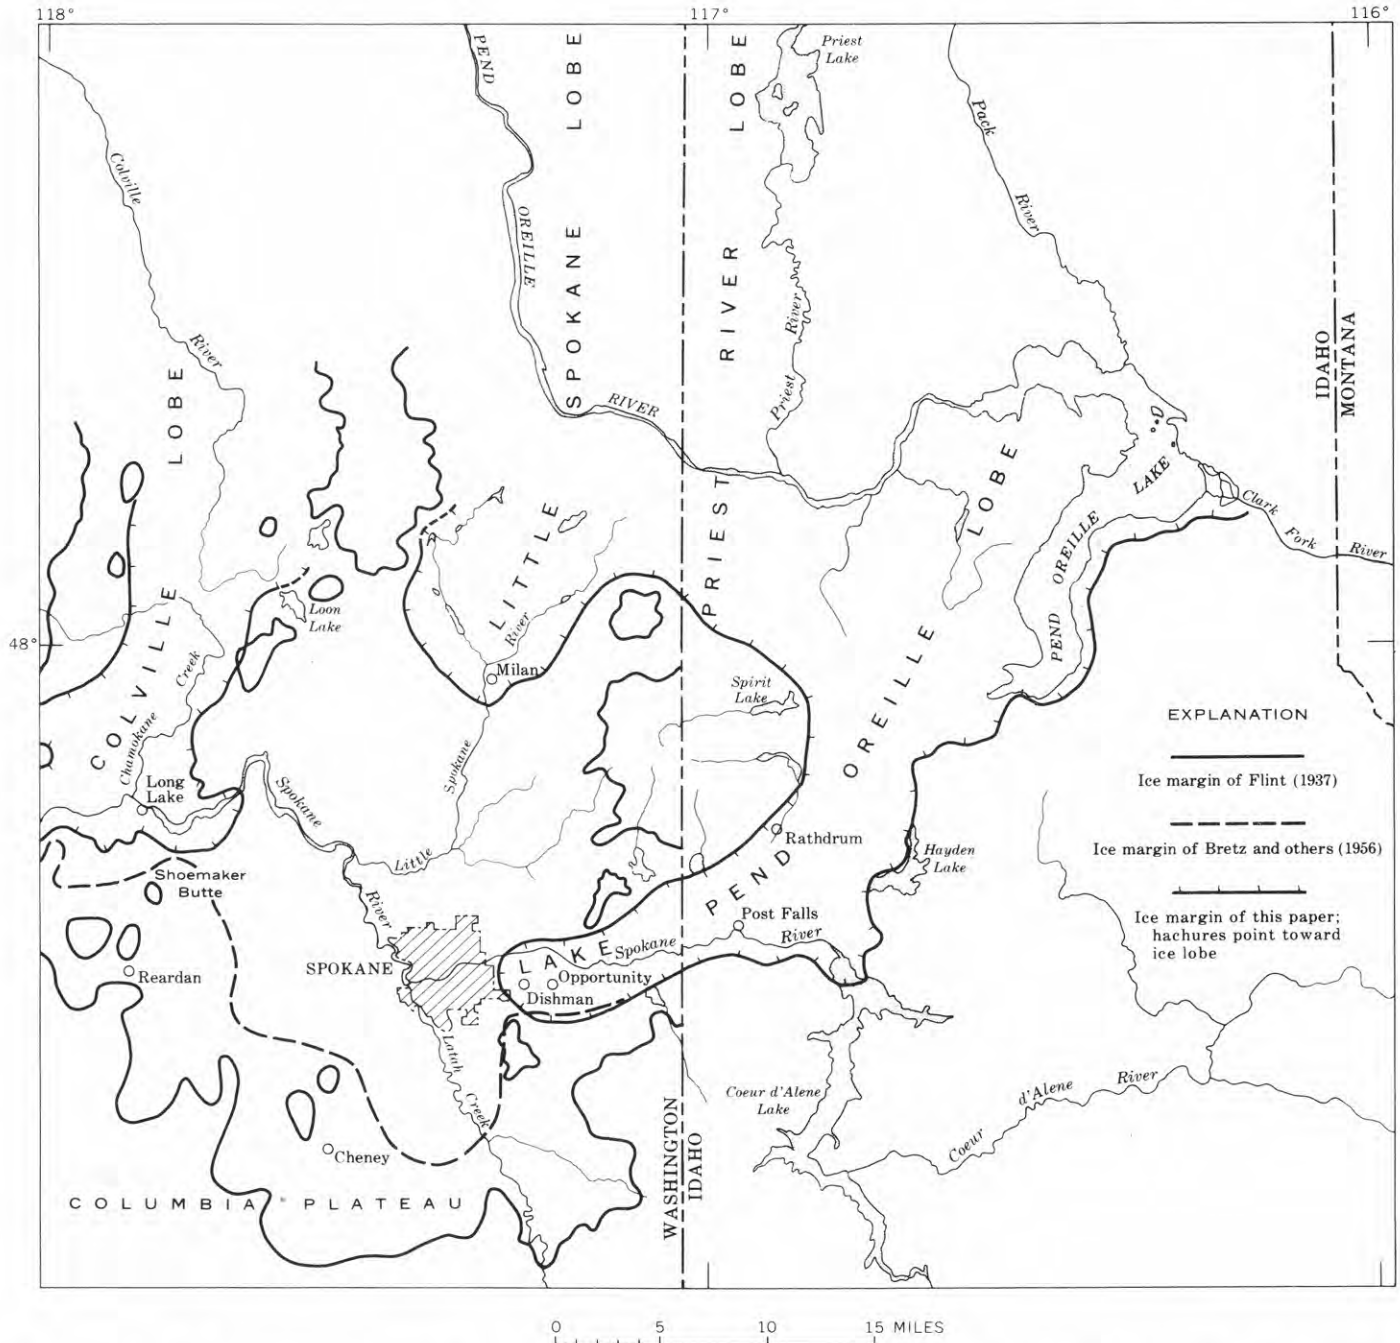 118°
117°
116°
PEND
OREILLE
RIVER
SPOKANE LOBE
LITTLE
LOBE
RIVER
PRIEST
Priest
Lake
Priest
River
Pack
River
Colville
River
LOBE
COLVILLE
IDAHO
MONTANA
LOBE
OREILLE
PEND
LAKE
LAKE
OREILLE
PEND
Clark
Fork
River
48°
Loon
Lake
Chamokane
Creek
River
Milan
Spirit
Lake
Long
Lake
Spokane
River
Spokane
Little
Rathdrum
Hayden
Lake
Shoemaker
Butte
Post Falls
Spokane
River
Reardan
SPOKANE
Opportunity
Dishman
Latah
Creek
Coeur d'Alene
Lake
Coeur
d'Alene
River
Cheney
COLUMBIA PLATEAU
WASHINGTON
IDAHO
EXPLANATION
Ice margin of Flint (1937)
Ice margin of Bretz and others (1956)
Ice margin of this paper;
hachures point toward
ice lobe
0 5 10 15 MILES